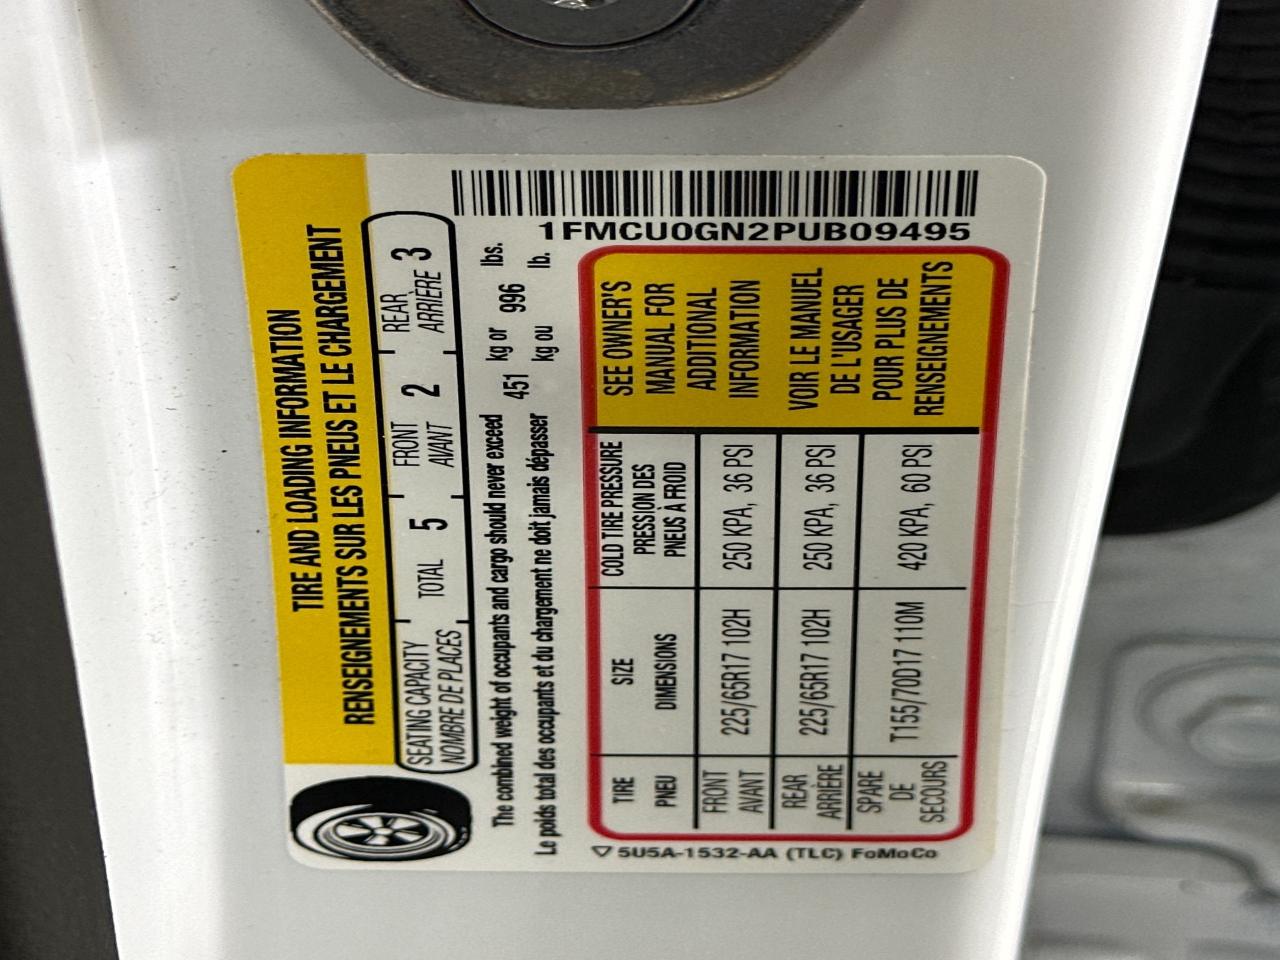 TIRE AND LOADING INFORMATION
RENSEIGNEMENTS SUR LES PNEUS ET LE CHARGEMENT
SEATING CAPACITY TOTAL 5 FRONT 2 REAR 3
NOMBRE DE PLACES AVANT ARRIÈRE
The combined weight of occupants and cargo should never exceed 451 kg or 996 lbs.
Le poids total des occupants et du chargement ne doit jamais dépasser kg ou lb.
1FMCU0GN2PUB09495
TIRE SIZE COLD TIRE PRESSURE
PNEU DIMENSIONS PRESSION DES
PNEUS À FROID
FRONT 225/65R17 102H 250 KPA, 36 PSI
AVANT
REAR 225/65R17 102H 250 KPA, 36 PSI
ARRIÈRE
SPARE T155/70D17 110M 420 KPA, 60 PSI
DE
SECOURS
SEE OWNER'S
MANUAL FOR
ADDITIONAL
INFORMATION
VOIR LE MANUEL
DE L'USAGER
POUR PLUS DE
RENSEIGNEMENTS
5U5A-1532-AA (TLC) FoMoCo